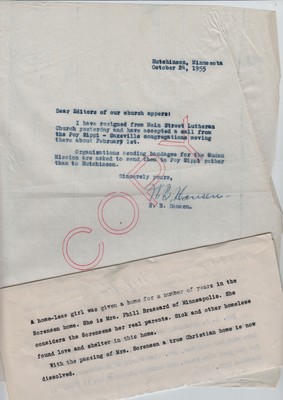 Hutchinson, Minnesota
October 24, 1955
Dear Editors of our church appers:
I have resigned from Main Street Lutheran
Church yesterday and have accepted a call from
the Poy Sippi - congregations moving
there about February 1st.
Organizations sending bandages for the Sudan
Mission are asked to send them to Poy Sippi rather
than to Hutchinson.
Sincerely yours,
H. B. Hansen
H. B. Hansen.
COPY
A home-less girl was given a home for a number of years in the
Sorensen home. She is Mrs. Phill Brassard of Minneapolis. She
considers the Sorensens her real parents. Sick and other homeless
found love and shelter in this home.
With the passing of Mrs. Sorensen a true Christian home is now
dissolved.